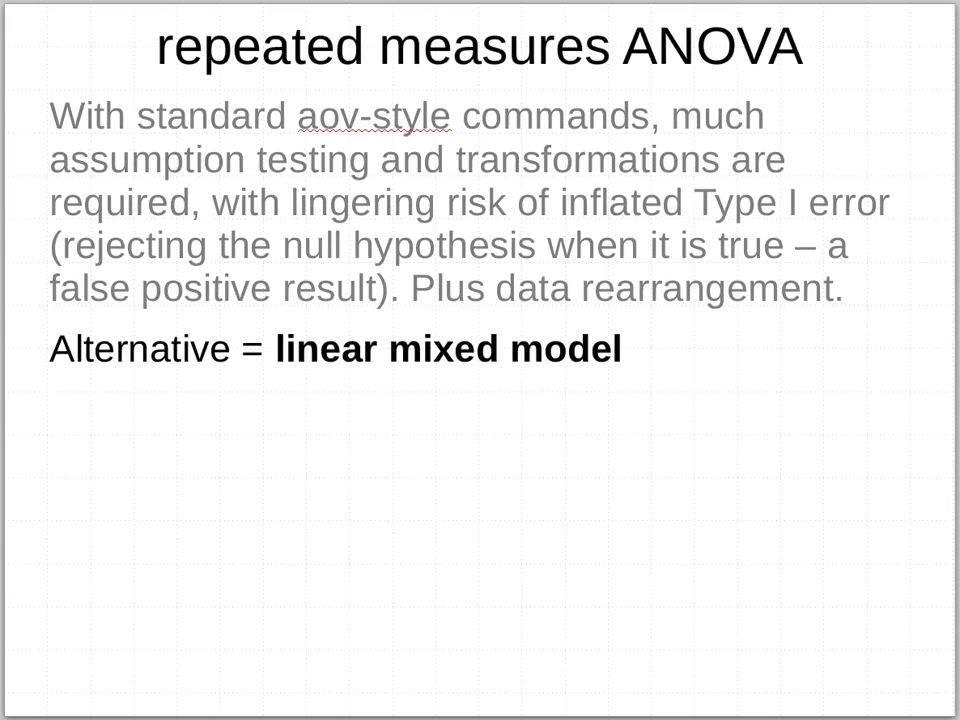 repeated measures ANOVA
With standard aov-style commands, much
assumption testing and transformations are
required, with lingering risk of inflated Type I error
(rejecting the null hypothesis when it is true – a
false positive result). Plus data rearrangement.
Alternative = linear mixed model